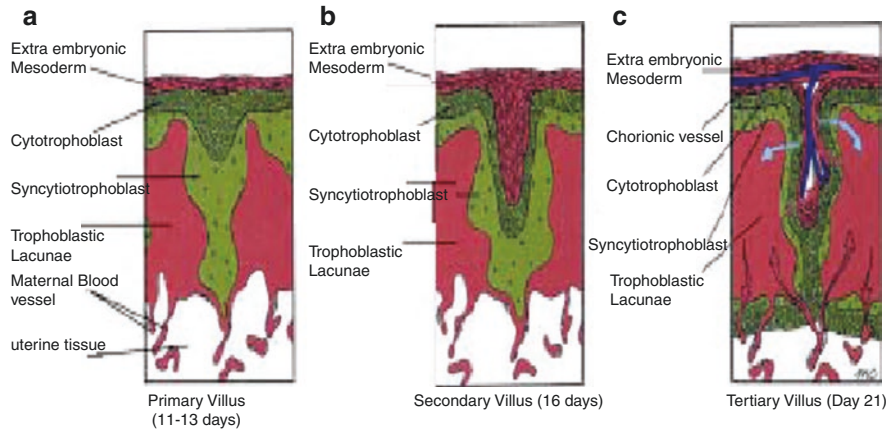 a
Extra embryonic
Mesoderm
Cytotrophoblast
Syncytiotrophoblast
Trophoblastic
Lacunae
Maternal Blood
vessel
uterine tissue
Primary Villus
(11-13 days)
b
Extra embryonic
Mesoderm
Cytotrophoblast
Syncytiotrophoblast
Trophoblastic
Lacunae
Secondary Villus (16 days)
c
Extra embryonic
Mesoderm
Chorionic vessel
Cytotrophoblast
Syncytiotrophoblast
Trophoblastic
Lacunae
Tertiary Villus (Day 21)